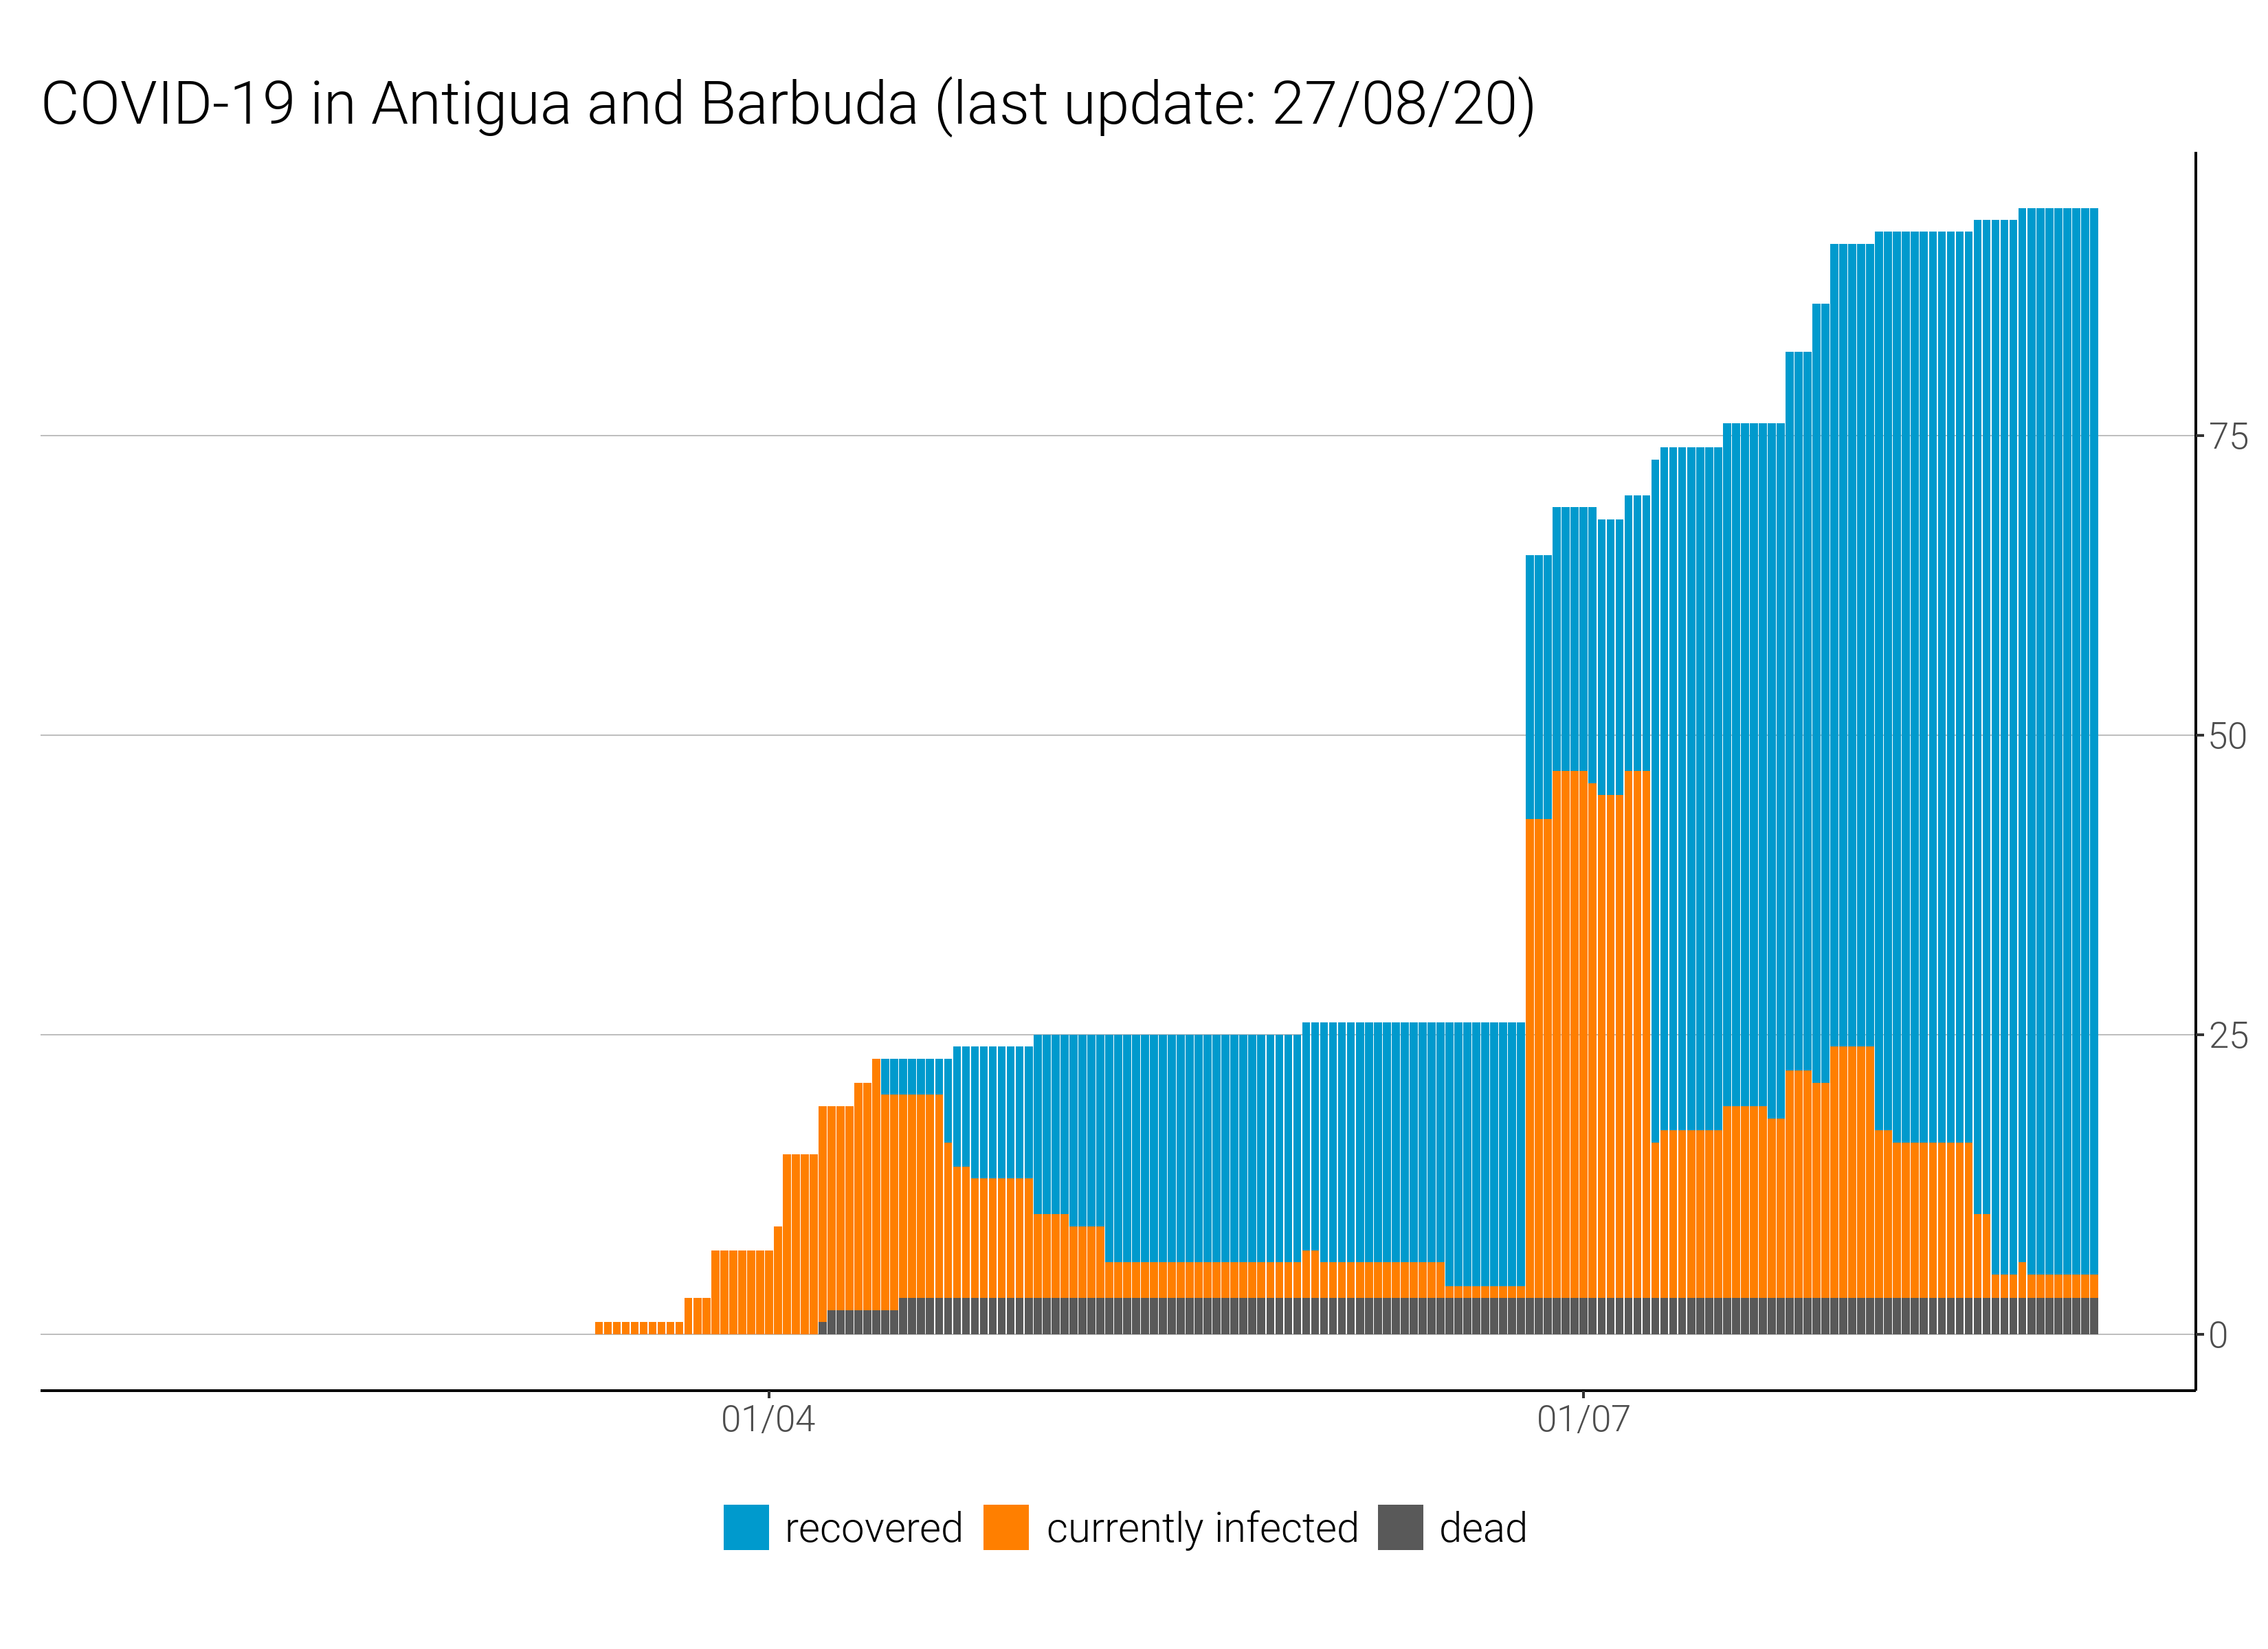 COVID-19 in Antigua and Barbuda (last update: 27/08/20)
75
50
25
0
01/04 01/07
recovered currently infected dead